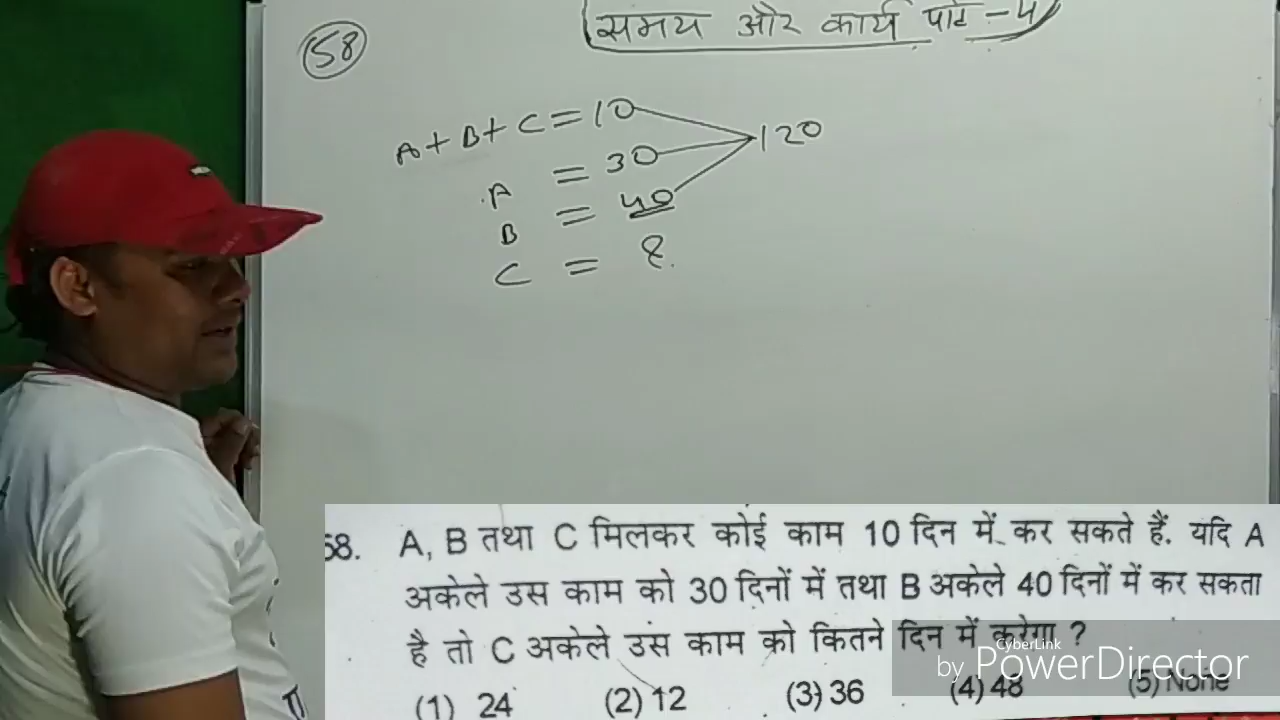 समय और कार्य पार्ट - 4
58
A + B + C = 10
120
A = 30
B = 40
C = ?
58. A, B तथा C मिलकर कोई काम 10 दिन में कर सकते हैं. यदि A
अकेले उस काम को 30 दिनों में तथा B अकेले 40 दिनों में कर सकता
है तो C अकेले उस काम को कितने दिन में करेगा ?
CyberLink
by PowerDirector
(1) 24 (2) 12 (3) 36 (4) 48 (5) None